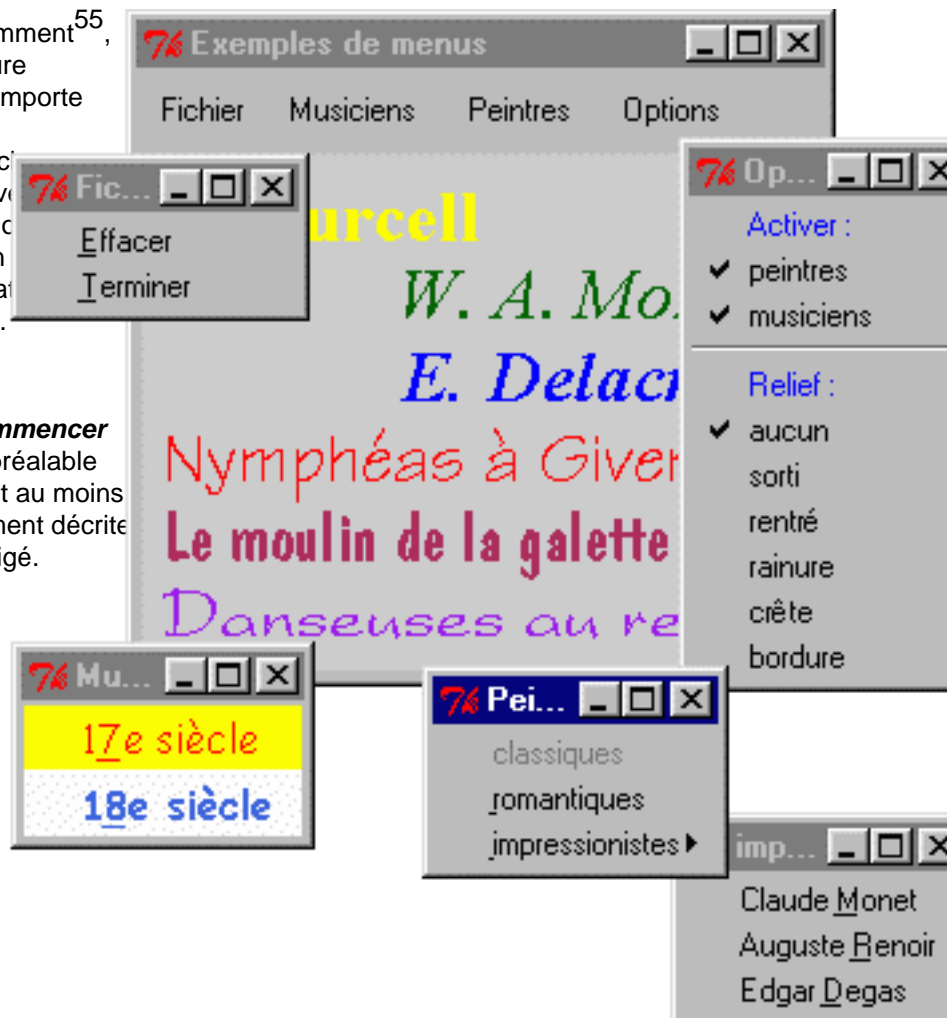 mment55,
ure
mporte
mmencer
préalable
t au moins
ment décrite
igé.
Exemples de menus
Fichier Musiciens Peintres Options
Fic...
Effacer
Terminer
urcell
W. A. Mo
E. Delac
Nymphéas à Giver
Le moulin de la galette
Danseuses au re
Op...
Activer :
peintres
musiciens
Relief :
aucun
sorti
rentré
rainure
crête
bordure
Mu...
17e siècle
18e siècle
Pei...
classiques
romantiques
impressionistes
imp...
Claude Monet
Auguste Renoir
Edgar Degas